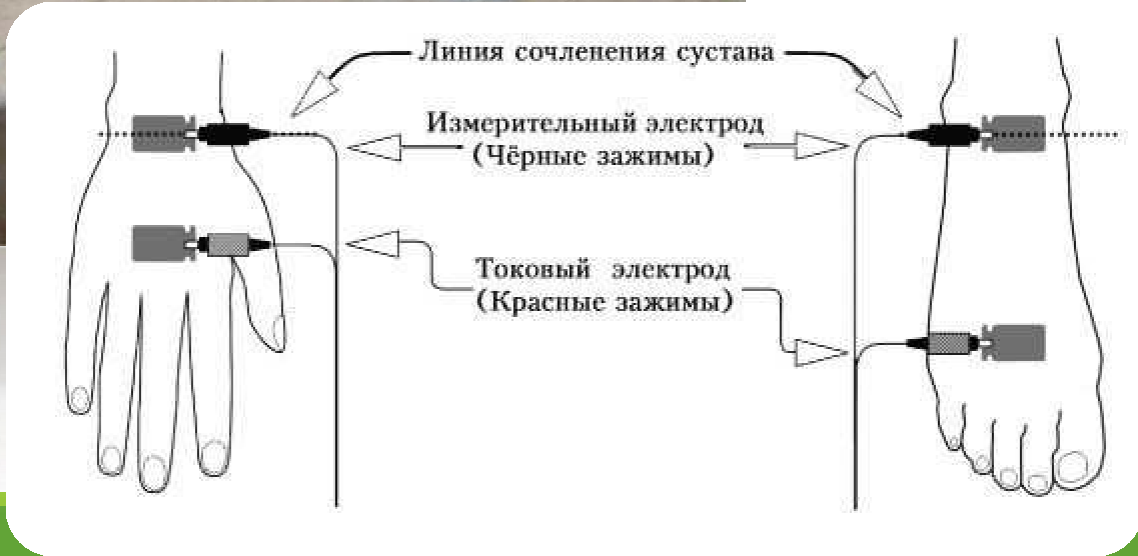 Линия сочленения сустава
Измерительный электрод
(Чёрные зажимы)
Токовый электрод
(Красные зажимы)